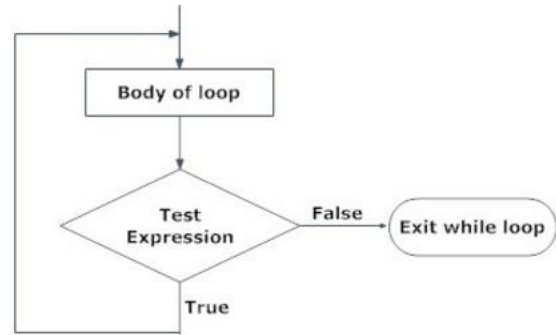 Body of loop
Test
Expression
False
Exit while loop
True